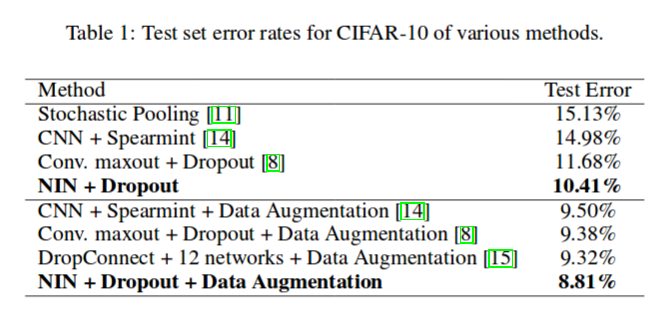 Table 1: Test set error rates for CIFAR-10 of various methods.
Method Test Error
Stochastic Pooling [11] 15.13%
CNN + Spearmint [14] 14.98%
Conv. maxout + Dropout [8] 11.68%
NIN + Dropout 10.41%
CNN + Spearmint + Data Augmentation [14] 9.50%
Conv. maxout + Dropout + Data Augmentation [8] 9.38%
DropConnect + 12 networks + Data Augmentation [15] 9.32%
NIN + Dropout + Data Augmentation 8.81%